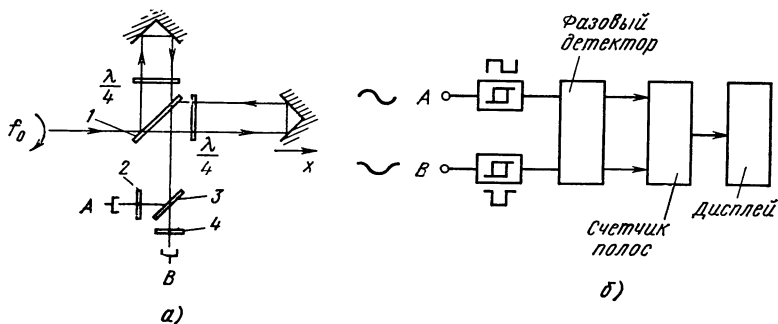 λ
4
f₀
1
λ
4
x
2
A
3
4
B
а)
Фазовый
детектор
A
B
Счетчик
полос
Дисплей
б)